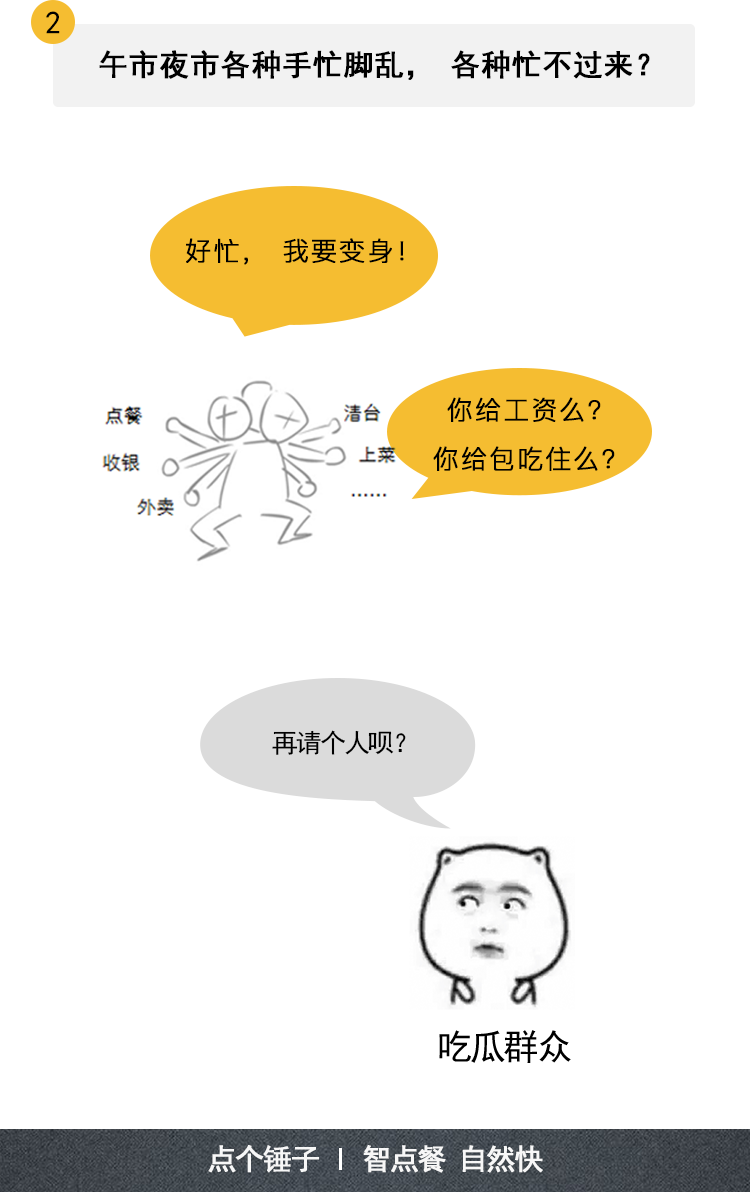 2
午市夜市各种手忙脚乱， 各种忙不过来？
好忙， 我要变身！
点餐
收银
外卖
清台
上菜
……
你给工资么？
你给包吃住么？
再请个人呗？
吃瓜群众
点个锤子 | 智点餐 自然快